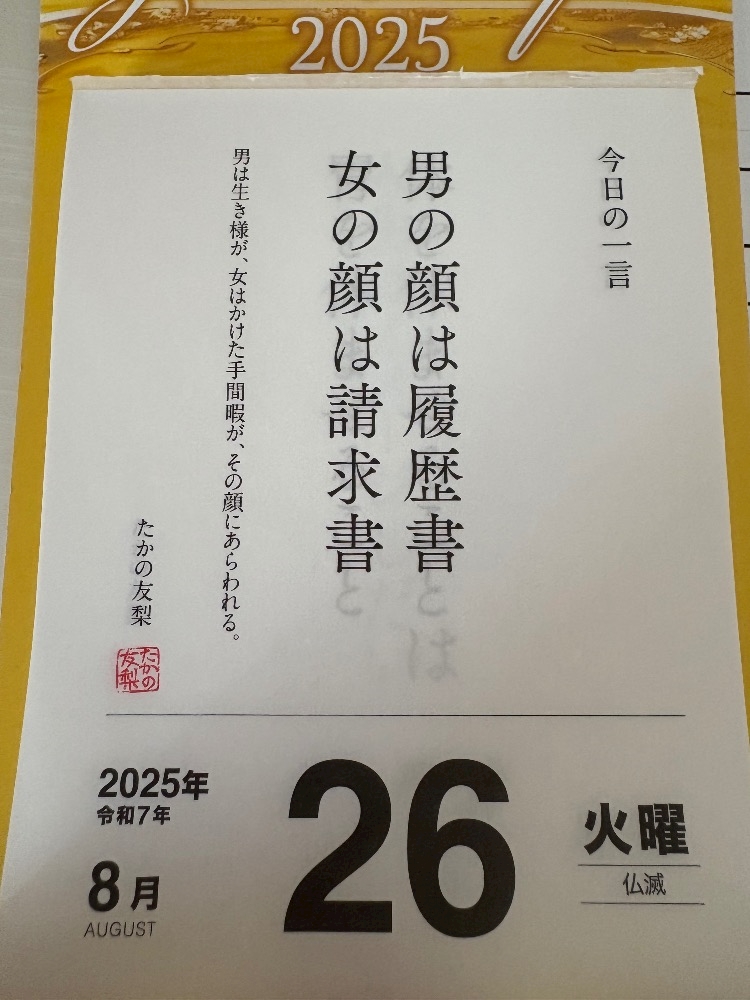 2025
今日の一言
男の顔は履歴書
女の顔は請求書
男は生き様が、女はかけた手間暇が、その顔にあらわれる。
たかの友梨
たかの
友梨
2025年
令和7年
8月
AUGUST
26
火曜
仏滅